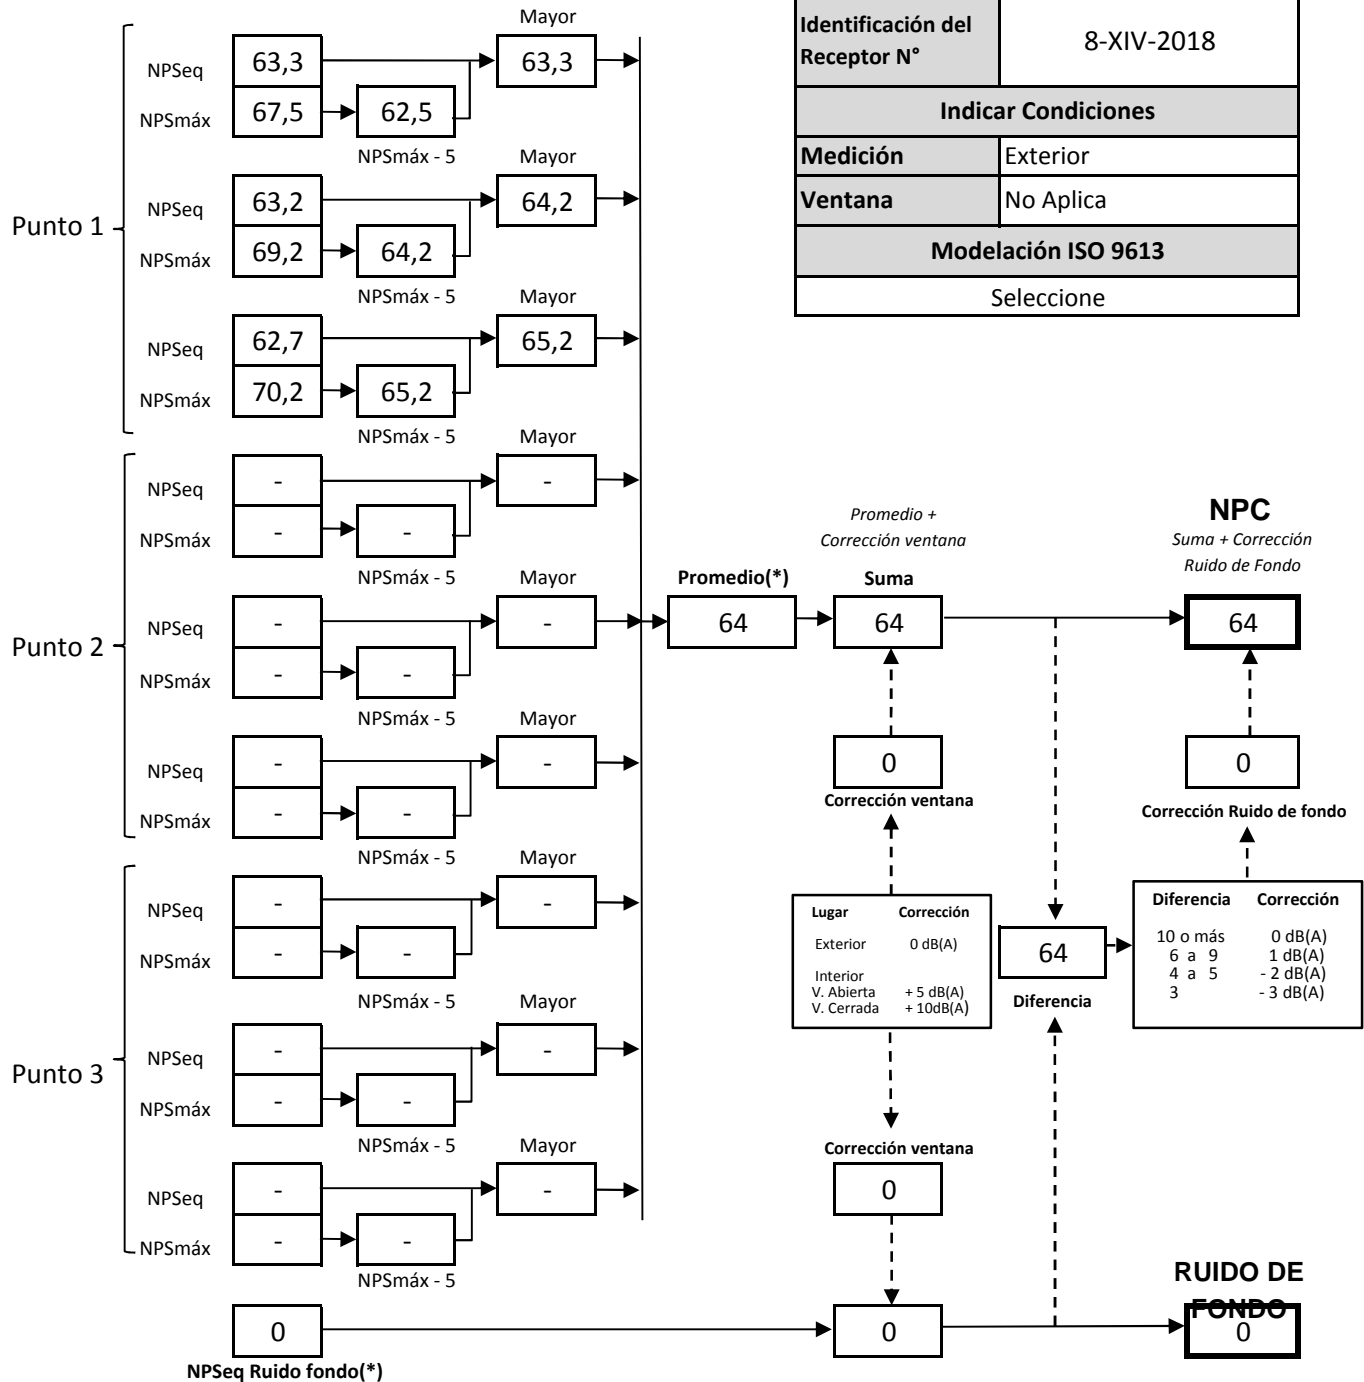 Identificación del
Receptor N°
8-XIV-2018
Indicar Condiciones
Medición
Exterior
Ventana
No Aplica
Modelación ISO 9613
Seleccione
Punto 1
Mayor
NPSeq
63,3
63,3
NPSmáx
67,5
62,5
NPSmáx - 5
Mayor
NPSeq
63,2
64,2
NPSmáx
69,2
64,2
NPSmáx - 5
Mayor
NPSeq
62,7
65,2
NPSmáx
70,2
65,2
NPSmáx - 5
Punto 2
Mayor
NPSeq
-
-
NPSmáx
-
-
NPSmáx - 5
Mayor
NPSeq
-
-
NPSmáx
-
-
NPSmáx - 5
Mayor
NPSeq
-
-
NPSmáx
-
-
NPSmáx - 5
Punto 3
Mayor
NPSeq
-
-
NPSmáx
-
-
NPSmáx - 5
Mayor
NPSeq
-
-
NPSmáx
-
-
NPSmáx - 5
Mayor
NPSeq
-
-
NPSmáx
-
-
NPSmáx - 5
0
NPSeq Ruido fondo(*)
Promedio(*)
64
Promedio +
Corrección ventana
Suma
64
0
Corrección ventana
Lugar Corrección
Exterior 0 dB(A)
Interior
V. Abierta + 5 dB(A)
V. Cerrada + 10dB(A)
Corrección ventana
0
0
64
Diferencia
NPC
Suma + Corrección
Ruido de Fondo
64
0
Corrección Ruido de fondo
Diferencia Corrección
10 o más 0 dB(A)
6 a 9 1 dB(A)
4 a 5 - 2 dB(A)
3 - 3 dB(A)
RUIDO DE
FONDO
0